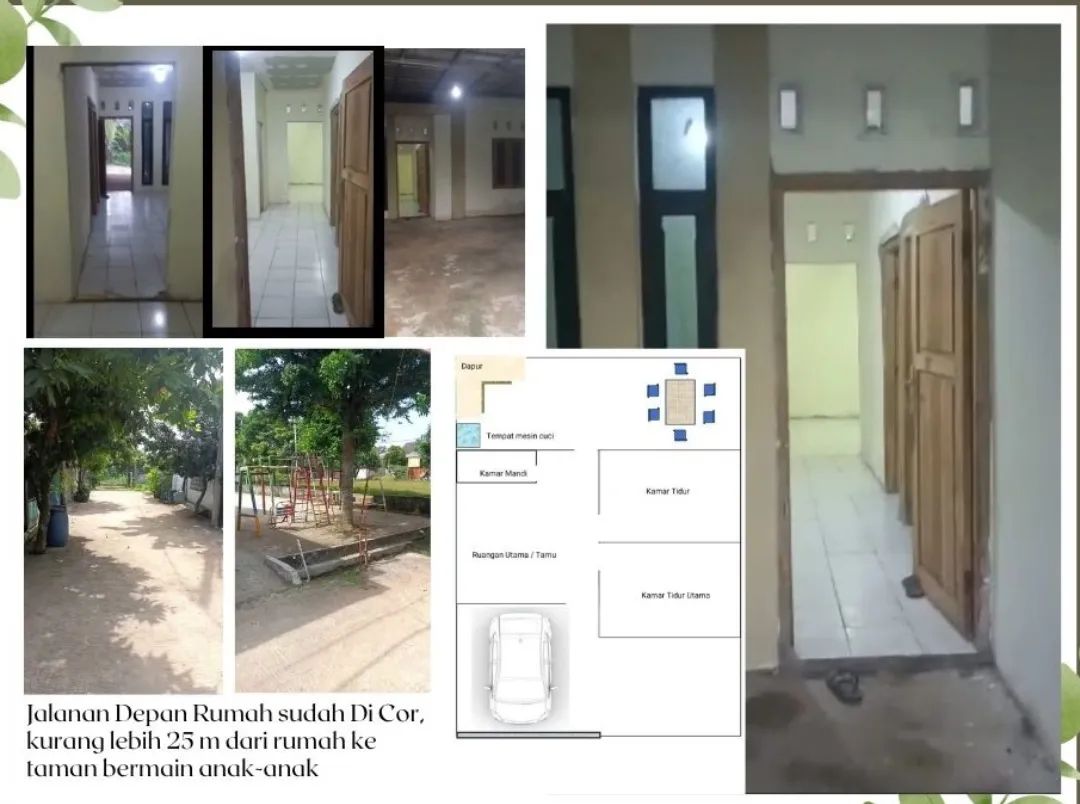 Dapur
Tempat mesin cuci
Kamar Mandi
Kamar Tidur
Ruangan Utama / Tamu
Kamar Tidur Utama
Jalanan Depan Rumah sudah Di Cor,
kurang lebih 25 m dari rumah ke
taman bermain anak-anak